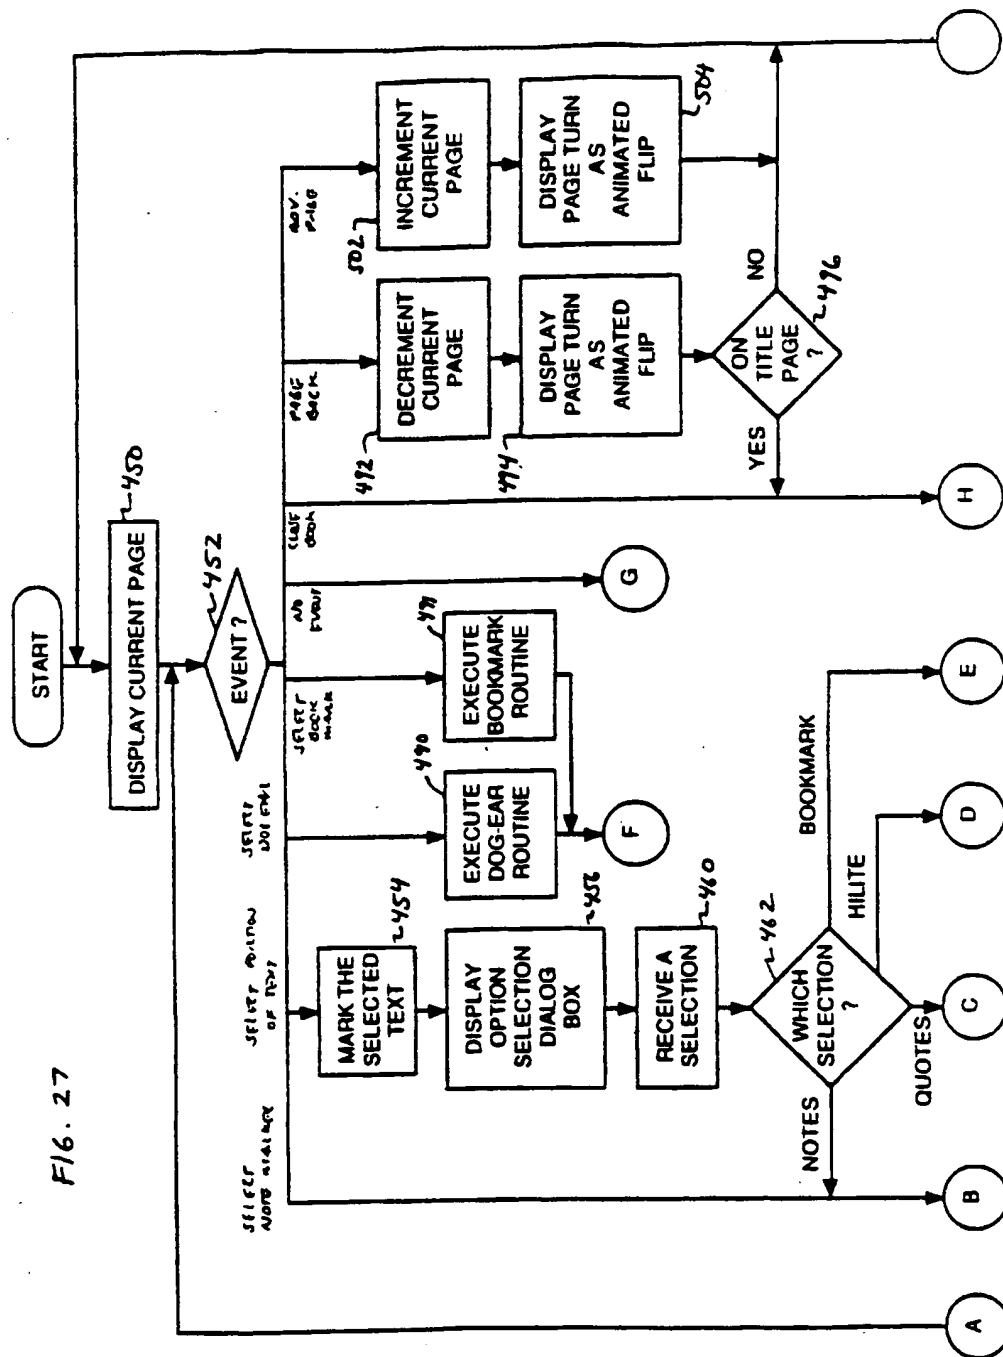 FIG. 27
START
DISPLAY CURRENT PAGE
450
EVENT ?
452
SELECT
NOTE
SELECT PORTION
OF TEXT
SELECT
DOG EAR
SELECT
BOOK
MARK
NO
EVENT
CLOSE
BOOK
PAGE
BACK
ADV.
PAGE
MARK THE
SELECTED
TEXT
454
DISPLAY
OPTION
SELECTION
DIALOG
BOX
456
RECEIVE A
SELECTION
460
WHICH
SELECTION
?
462
NOTES
QUOTES
HILITE
BOOKMARK
EXECUTE
DOG-EAR
ROUTINE
490
EXECUTE
BOOKMARK
ROUTINE
491
DECREMENT
CURRENT
PAGE
492
DISPLAY
PAGE TURN
AS
ANIMATED
FLIP
494
ON
TITLE
PAGE
?
496
YES
NO
INCREMENT
CURRENT
PAGE
502
DISPLAY
PAGE TURN
AS
ANIMATED
FLIP
504
A
B
C
D
E
F
G
H